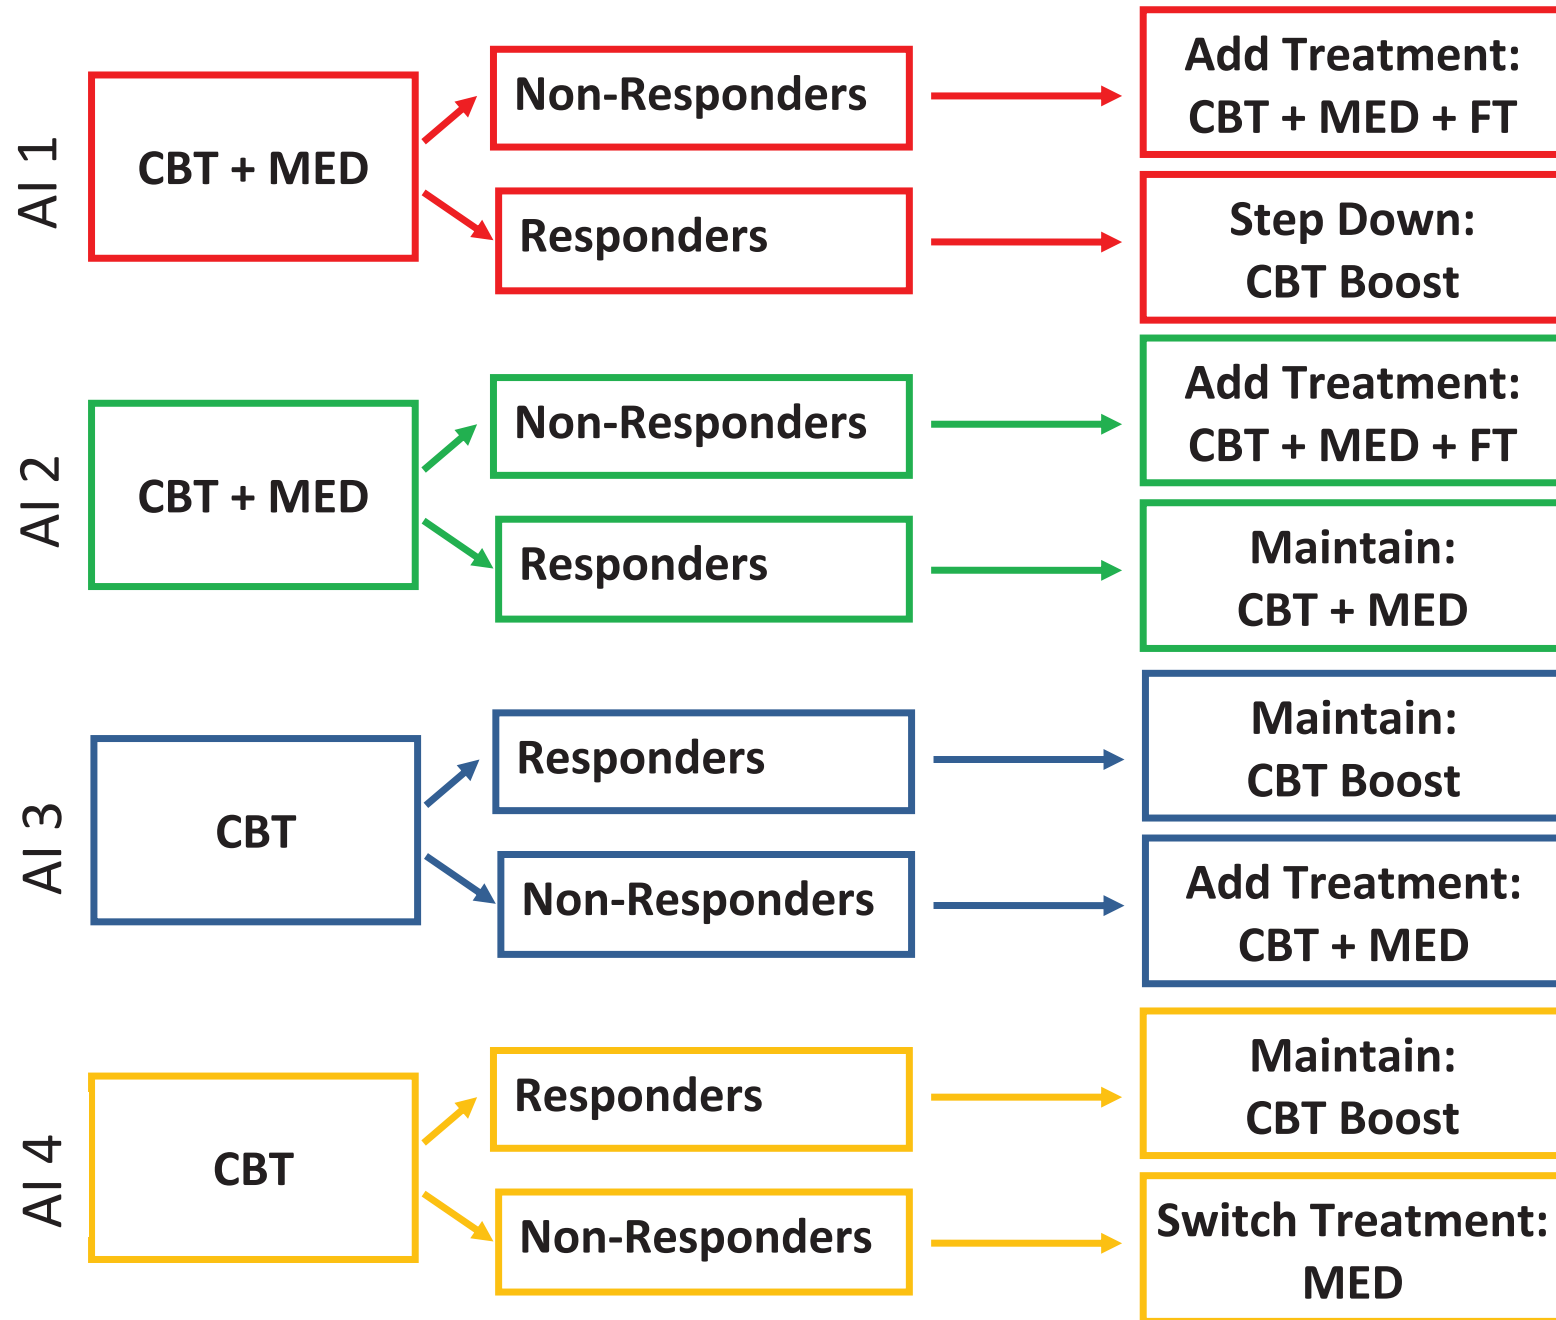 AI 1
CBT + MED
Non-Responders
Add Treatment:
CBT + MED + FT
Responders
Step Down:
CBT Boost
AI 2
CBT + MED
Non-Responders
Add Treatment:
CBT + MED + FT
Responders
Maintain:
CBT + MED
AI 3
CBT
Responders
Maintain:
CBT Boost
Non-Responders
Add Treatment:
CBT + MED
AI 4
CBT
Responders
Maintain:
CBT Boost
Non-Responders
Switch Treatment:
MED